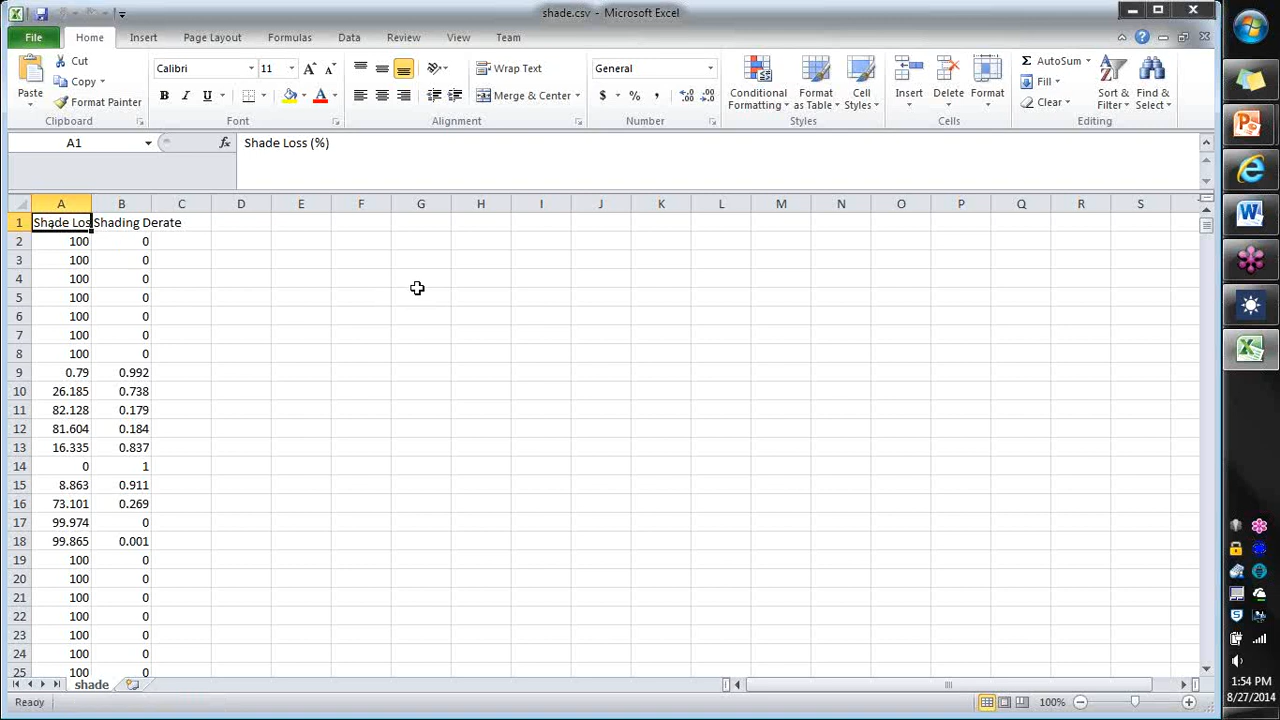 shade.csv - Microsoft Excel
File Home Insert Page Layout Formulas Data Review View Team
Paste
Cut
Copy
Format Painter
Calibri 11
B I U A
Wrap Text
Merge & Center
General
$ % ,
Conditional Formatting
Format as Table
Cell Styles
Insert Delete Format
Σ AutoSum
Fill
Clear
Sort & Filter
Find & Select
Clipboard Font Alignment Number Styles Cells Editing
A1 fx Shade Loss (%)
A B C D E F G H I J K L M N O P Q R S
1 Shade Los Shading Derate
2 100 0
3 100 0
4 100 0
5 100 0
6 100 0
7 100 0
8 100 0
9 0.79 0.992
10 26.185 0.738
11 82.128 0.179
12 81.604 0.184
13 16.335 0.837
14 0 1
15 8.863 0.911
16 73.101 0.269
17 99.974 0
18 99.865 0.001
19 100 0
20 100 0
21 100 0
22 100 0
23 100 0
24 100 0
25 100 0
shade
Ready 100%
1:54 PM
8/27/2014